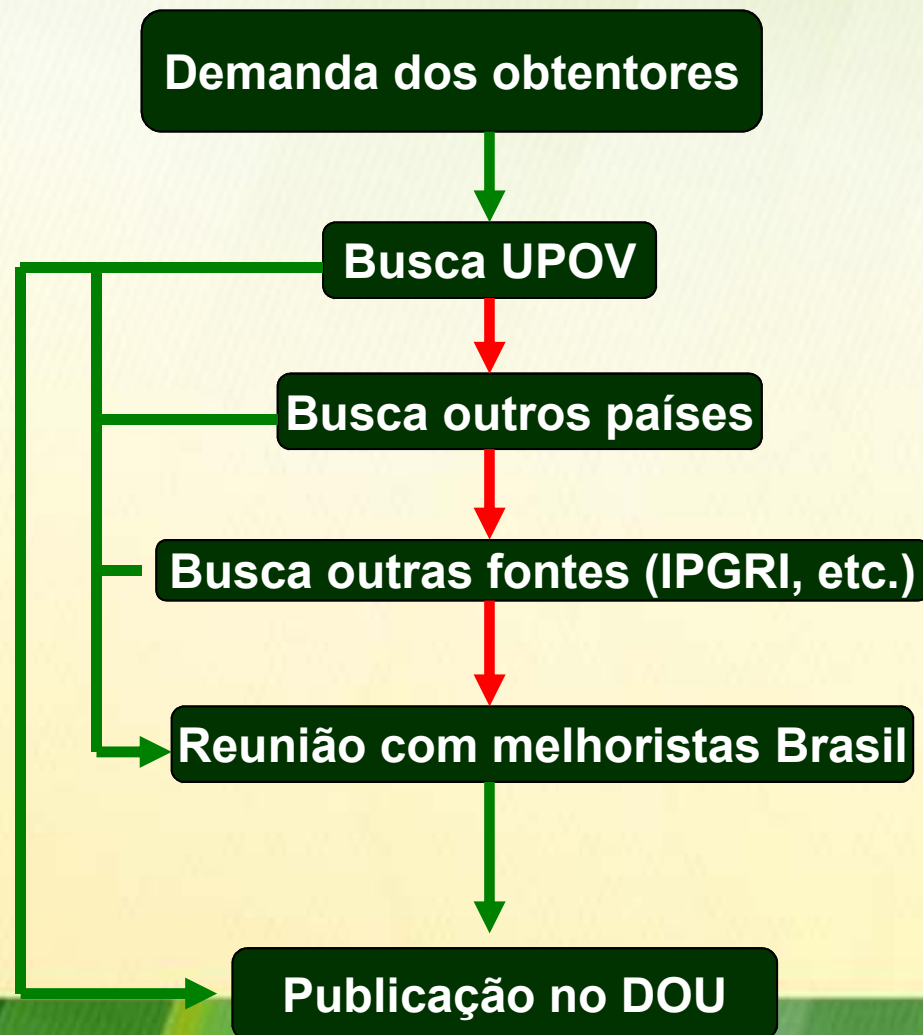 Demanda dos obtentores
Busca UPOV
Busca outros países
Busca outras fontes (IPGRI, etc.)
Reunião com melhoristas Brasil
Publicação no DOU